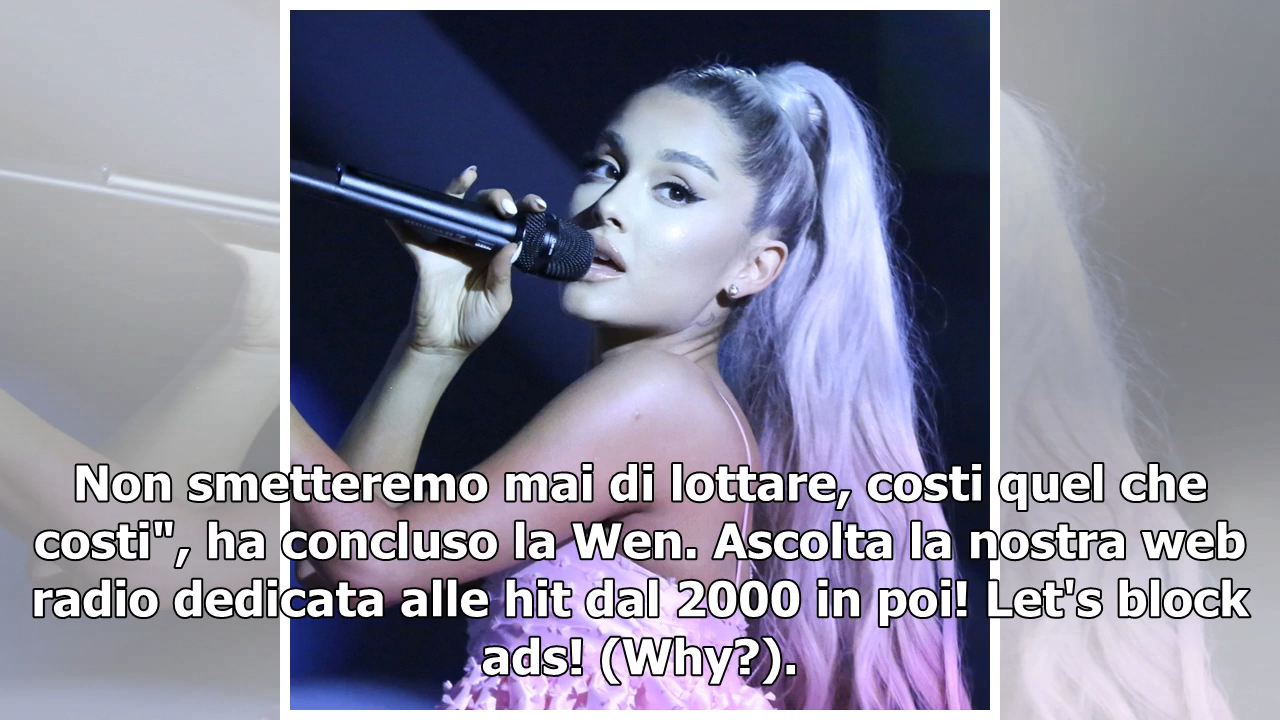 Non smetteremo mai di lottare, costi quel che
costi", ha concluso la Wen. Ascolta la nostra web
radio dedicata alle hit dal 2000 in poi! Let's block
ads! (Why?).